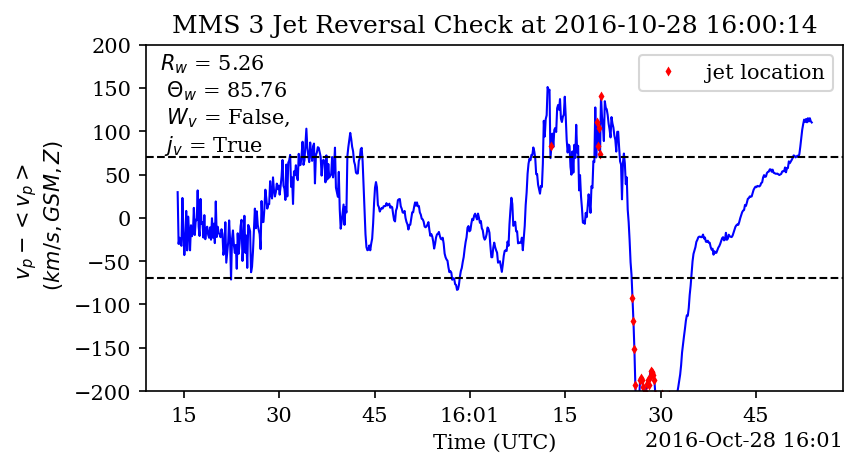 MMS 3 Jet Reversal Check at 2016-10-28 16:00:14
R_w = 5.26
Θ_w = 85.76
W_v = False,
j_v = True
jet location
v_p − < v_p >
(km/s, GSM, Z)
200
150
100
50
0
−50
−100
−150
−200
15 30 45 16:01 15 30 45
Time (UTC)
2016-Oct-28 16:01